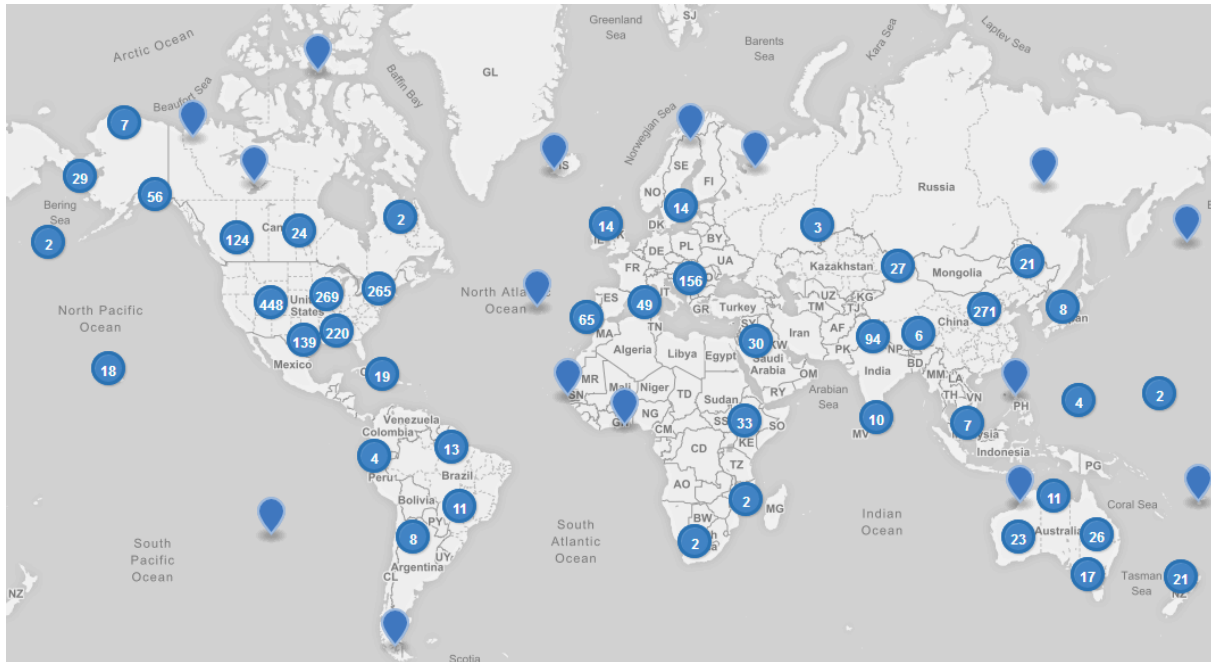 Greenland
Sea
SJ
Laptev Sea
Kara Sea
Barents
Sea
Arctic Ocean
GL
Baffin Bay
Beaufort Sea
7
Norwegian Sea
29
56
SE
NO
FI
Russia
Bering
Sea
2
2
14
14
3
124
24
DK
BY
PL
DE
UA
FR
156
Kazakhstan
27
Mongolia
21
North Pacific
Ocean
448
United
States
269
265
Ocean
49
65
ES
TN
MA
GR
Turkey
UZ
TM
KG
TJ
China
271
8
139
220
Mexico
30
Iran
AF
PK
94
6
NP
BD
India
18
19
Algeria
Libya
Egypt
Saudi
Arabia
OM
Arabian
Sea
RY
MR
SN
Mali
Niger
TD
Sudan
SS
NG
CM
33
SO
KE
MM
LA
TH
VN
PH
4
2
MV
10
7
Indonesia
PG
Venezuela
Colombia
4
Peru
13
Brazil
Bolivia
11
PY
8
UY
Argentina
CL
CD
TZ
AO
BW
2
MG
2
Indian
Ocean
South
Atlantic
Ocean
South
Pacific
Ocean
NZ
11
Coral Sea
23
Australia
26
17
Tasman
Sea
21
NZ
Scotia